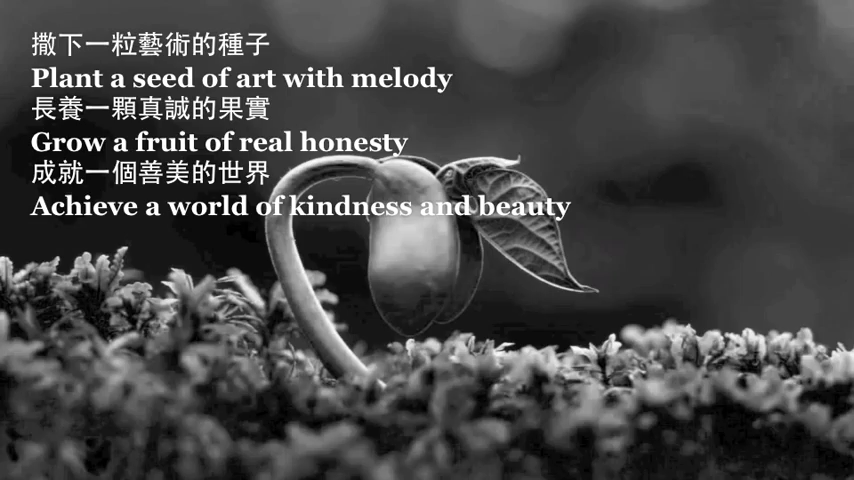 撒下一粒藝術的種子
Plant a seed of art with melody
長養一顆真誠的果實
Grow a fruit of real honesty
成就一個善美的世界
Achieve a world of kindness and beauty